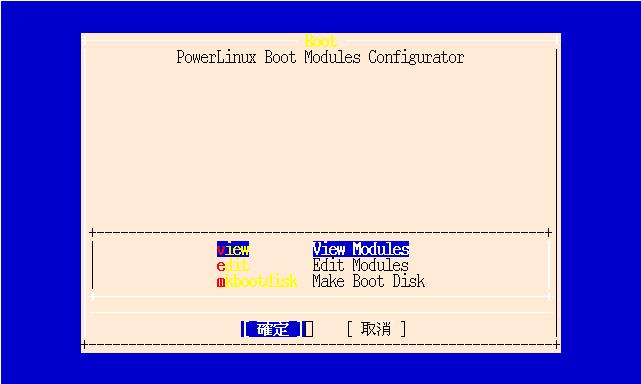 Boot
PowerLinux Boot Modules Configurator
view View Modules
edit Edit Modules
mkbootdisk Make Boot Disk
確定 [ 取消 ]